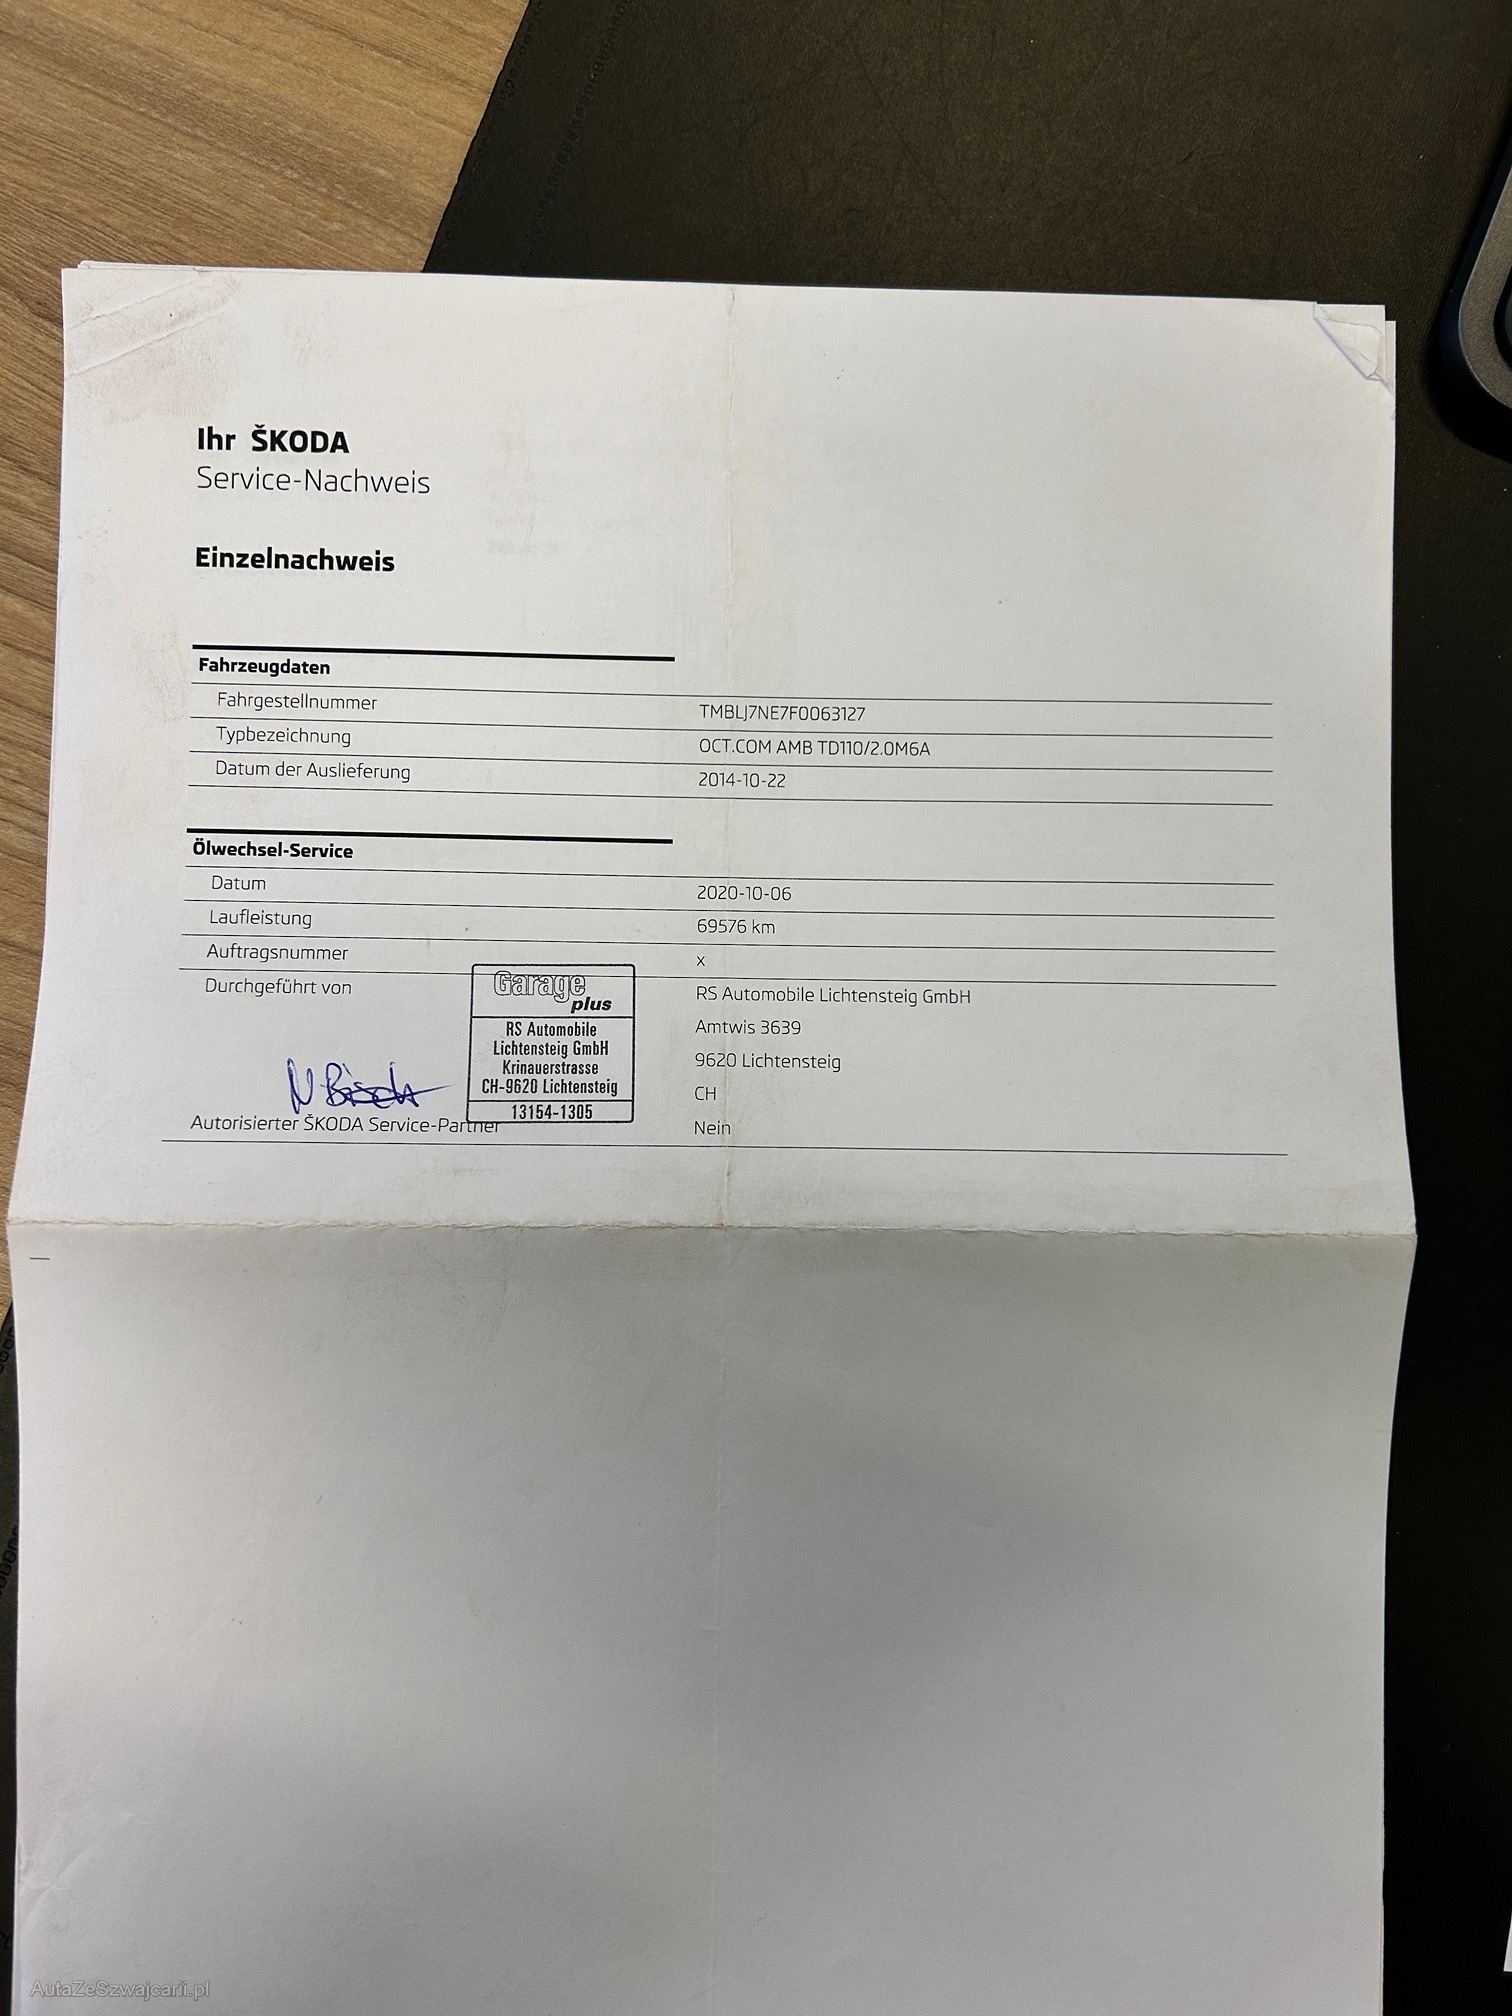 Ihr ŠKODA
Service-Nachweis
Einzelnachweis
Fahrzeugdaten
Fahrgestellnummer TMBLJ7NE7F0063127
Typbezeichnung OCT.COM AMB TD110/2.0M6A
Datum der Auslieferung 2014-10-22
Ölwechsel-Service
Datum 2020-10-06
Laufleistung 69576 km
Auftragsnummer x
Durchgeführt von RS Automobile Lichtensteig GmbH
Amtwis 3639
9620 Lichtensteig
CH
Garage
plus
RS Automobile
Lichtensteig GmbH
Krinauerstrasse
CH-9620 Lichtensteig
13154-1305
Autorisierter ŠKODA Service-Partner Nein
AutaZeSzwajcarii.pl